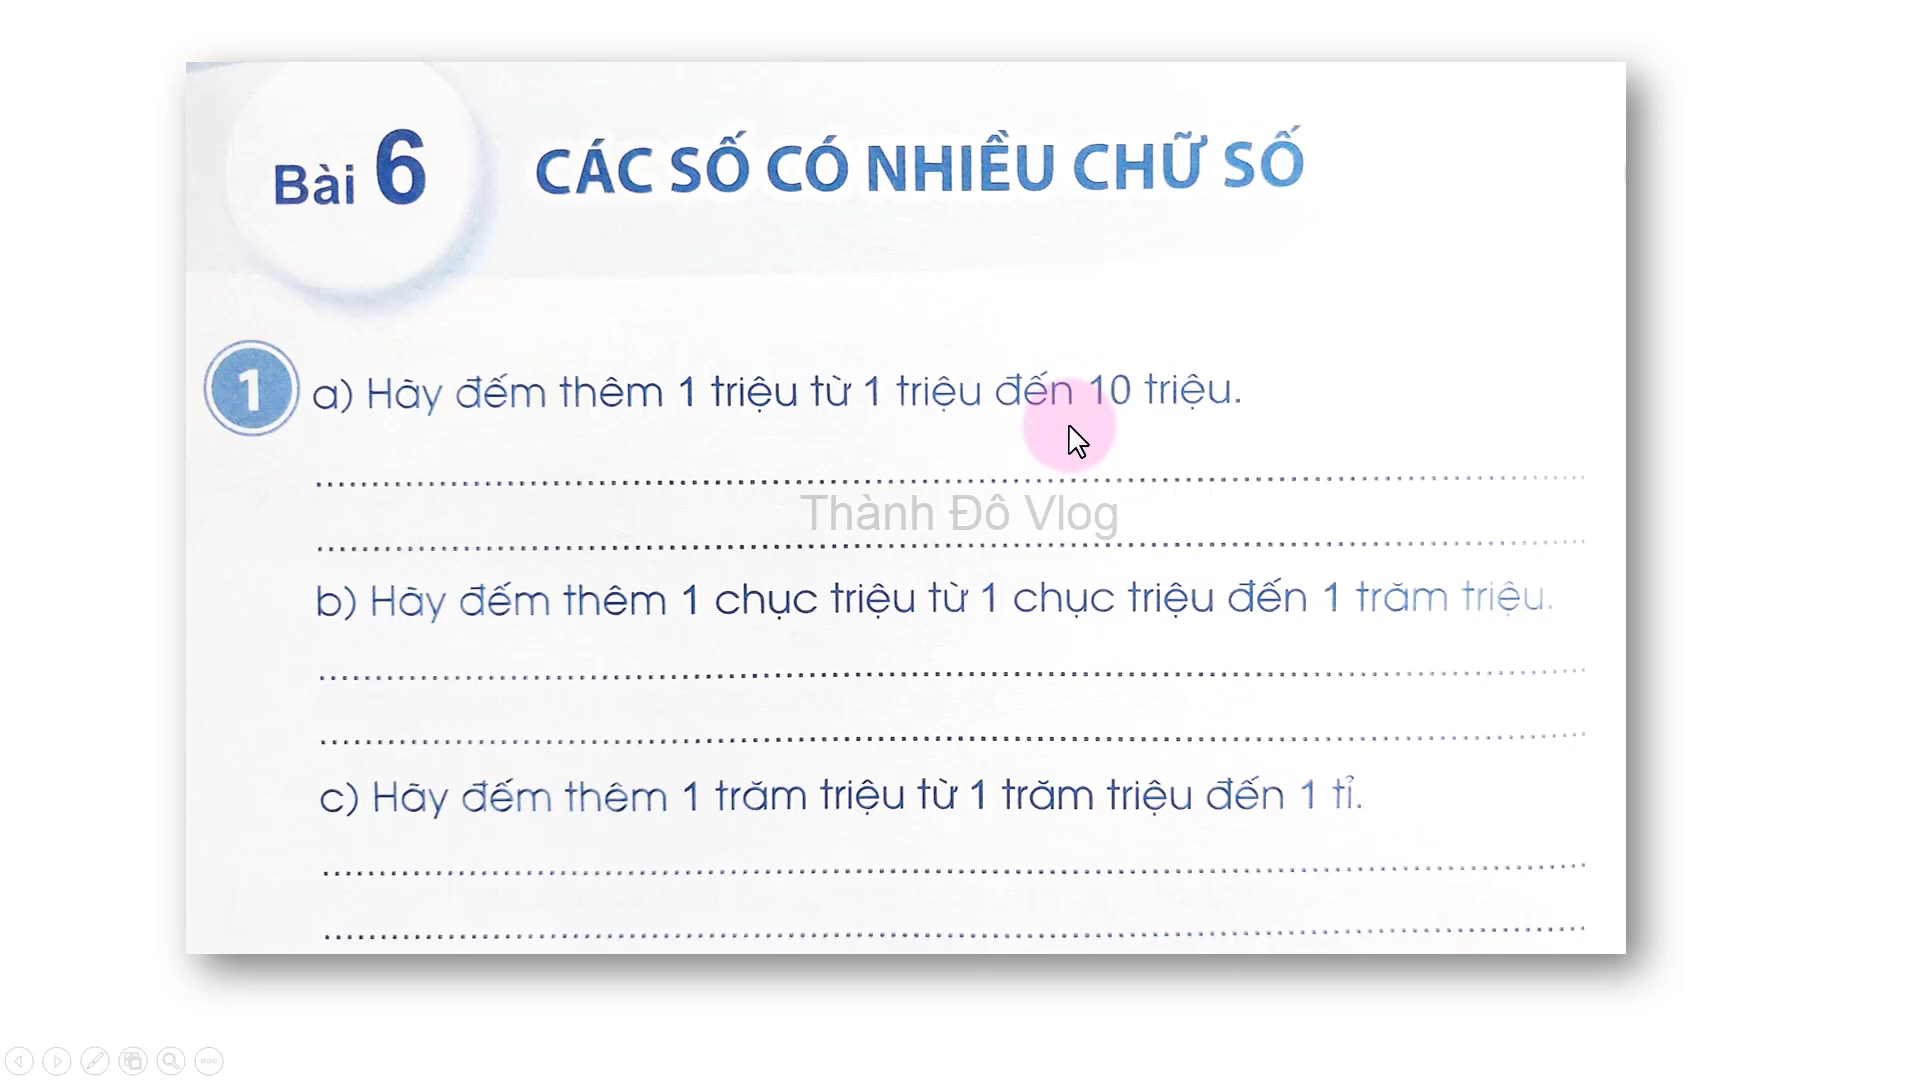 Bài 6 CÁC SỐ CÓ NHIỀU CHỮ SỐ
1 a) Hãy đếm thêm 1 triệu từ 1 triệu đến 10 triệu.
Thành Đô Vlog
b) Hãy đếm thêm 1 chục triệu từ 1 chục triệu đến 1 trăm triệu.
c) Hãy đếm thêm 1 trăm triệu từ 1 trăm triệu đến 1 tỉ.